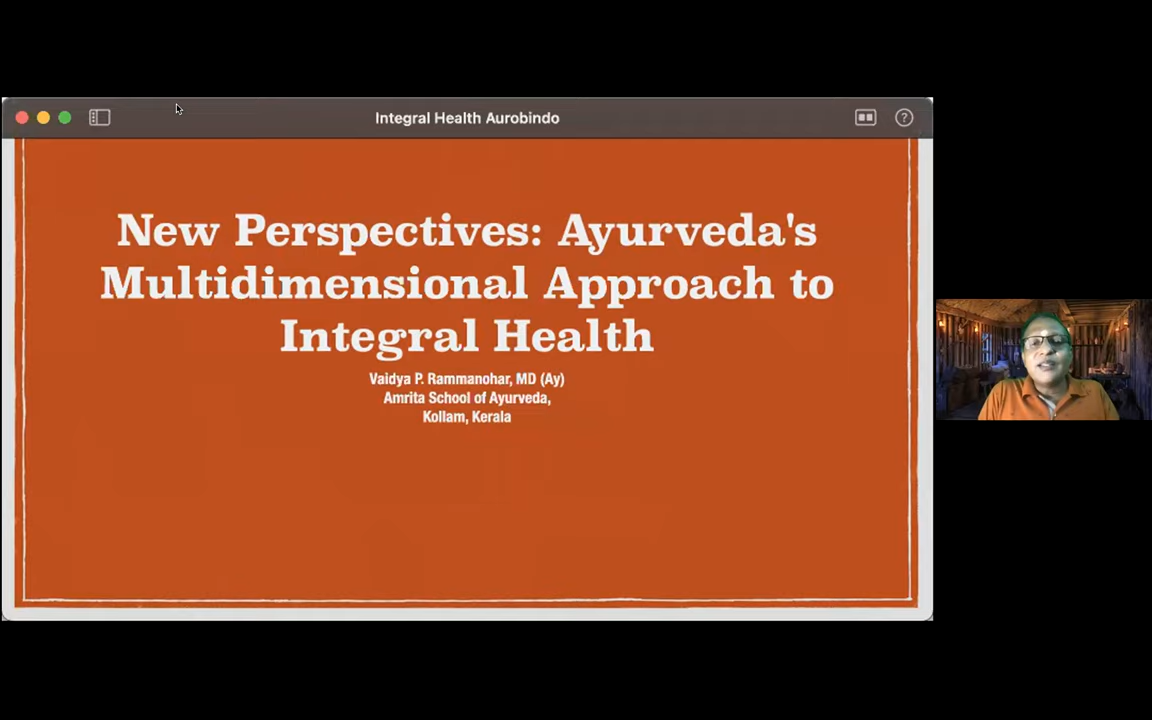 Integral Health Aurobindo
New Perspectives: Ayurveda's
Multidimensional Approach to
Integral Health
Vaidya P. Rammanohar, MD (Ay)
Amrita School of Ayurveda,
Kollam, Kerala